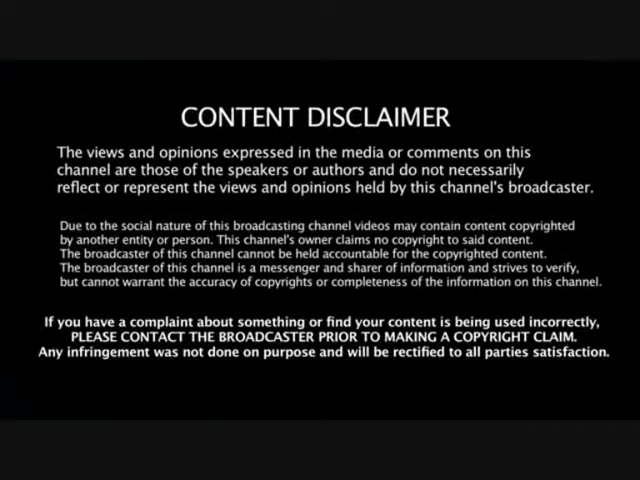 CONTENT DISCLAIMER
The views and opinions expressed in the media or comments on this
channel are those of the speakers or authors and do not necessarily
reflect or represent the views and opinions held by this channel's broadcaster.
Due to the social nature of this broadcasting channel videos may contain content copyrighted
by another entity or person. This channel's owner claims no copyright to said content.
The broadcaster of this channel cannot be held accountable for the copyrighted content.
The broadcaster of this channel is a messenger and sharer of information and strives to verify,
but cannot warrant the accuracy of copyrights or completeness of the information on this channel.
If you have a complaint about something or find your content is being used incorrectly,
PLEASE CONTACT THE BROADCASTER PRIOR TO MAKING A COPYRIGHT CLAIM.
Any infringement was not done on purpose and will be rectified to all parties satisfaction.